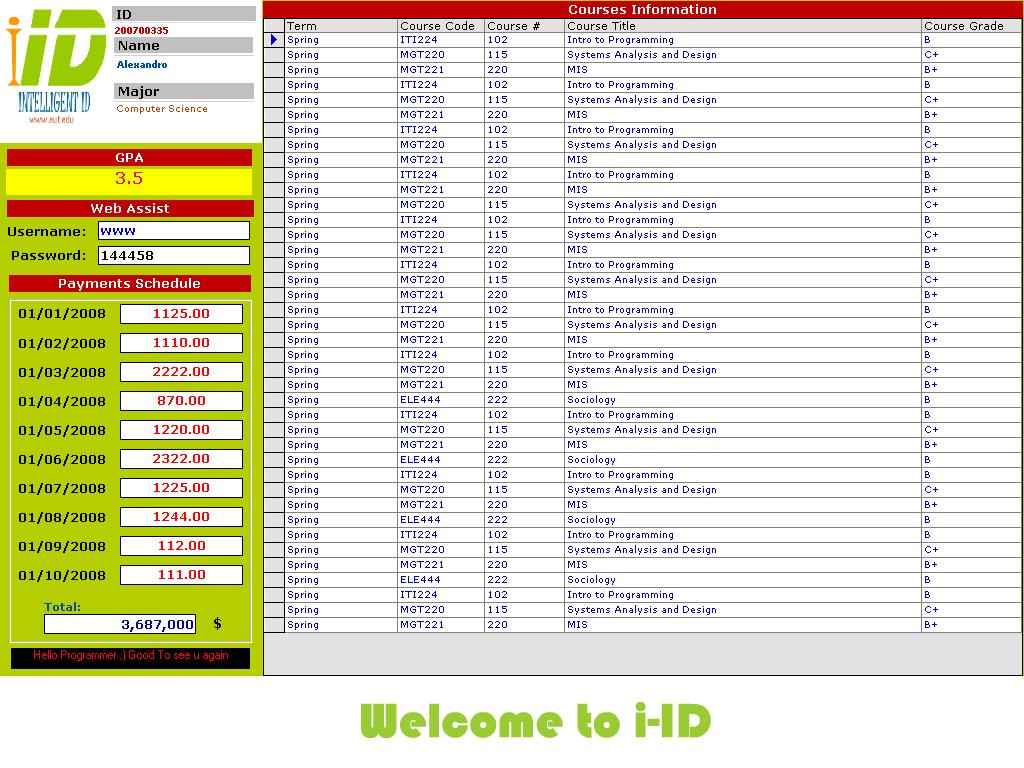 iID
INTELLIGENT ID
www.aut.edu
ID
200700335
Name
Alexandro
Major
Computer Science
GPA
3.5
Web Assist
Username: www
Password: 144458
Payments Schedule
01/01/2008 1125.00
01/02/2008 1110.00
01/03/2008 2222.00
01/04/2008 870.00
01/05/2008 1220.00
01/06/2008 2322.00
01/07/2008 1225.00
01/08/2008 1244.00
01/09/2008 112.00
01/10/2008 111.00
Total:
3,687,000 $
Hello Programmer ;) Good To see u again
Courses Information
Term Course Code Course # Course Title Course Grade
Spring ITI224 102 Intro to Programming B
Spring MGT220 115 Systems Analysis and Design C+
Spring MGT221 220 MIS B+
Spring ITI224 102 Intro to Programming B
Spring MGT220 115 Systems Analysis and Design C+
Spring MGT221 220 MIS B+
Spring ITI224 102 Intro to Programming B
Spring MGT220 115 Systems Analysis and Design C+
Spring MGT221 220 MIS B+
Spring ITI224 102 Intro to Programming B
Spring MGT221 220 MIS B+
Spring MGT220 115 Systems Analysis and Design C+
Spring ITI224 102 Intro to Programming B
Spring MGT220 115 Systems Analysis and Design C+
Spring MGT221 220 MIS B+
Spring ITI224 102 Intro to Programming B
Spring MGT220 115 Systems Analysis and Design C+
Spring MGT221 220 MIS B+
Spring ITI224 102 Intro to Programming B
Spring MGT220 115 Systems Analysis and Design C+
Spring MGT221 220 MIS B+
Spring ITI224 102 Intro to Programming B
Spring MGT220 115 Systems Analysis and Design C+
Spring MGT221 220 MIS B+
Spring ELE444 222 Sociology B
Spring ITI224 102 Intro to Programming B
Spring MGT220 115 Systems Analysis and Design C+
Spring MGT221 220 MIS B+
Spring ELE444 222 Sociology B
Spring ITI224 102 Intro to Programming B
Spring MGT220 115 Systems Analysis and Design C+
Spring MGT221 220 MIS B+
Spring ELE444 222 Sociology B
Spring ITI224 102 Intro to Programming B
Spring MGT220 115 Systems Analysis and Design C+
Spring MGT221 220 MIS B+
Spring ELE444 222 Sociology B
Spring ITI224 102 Intro to Programming B
Spring MGT220 115 Systems Analysis and Design C+
Spring MGT221 220 MIS B+
Welcome to i-ID